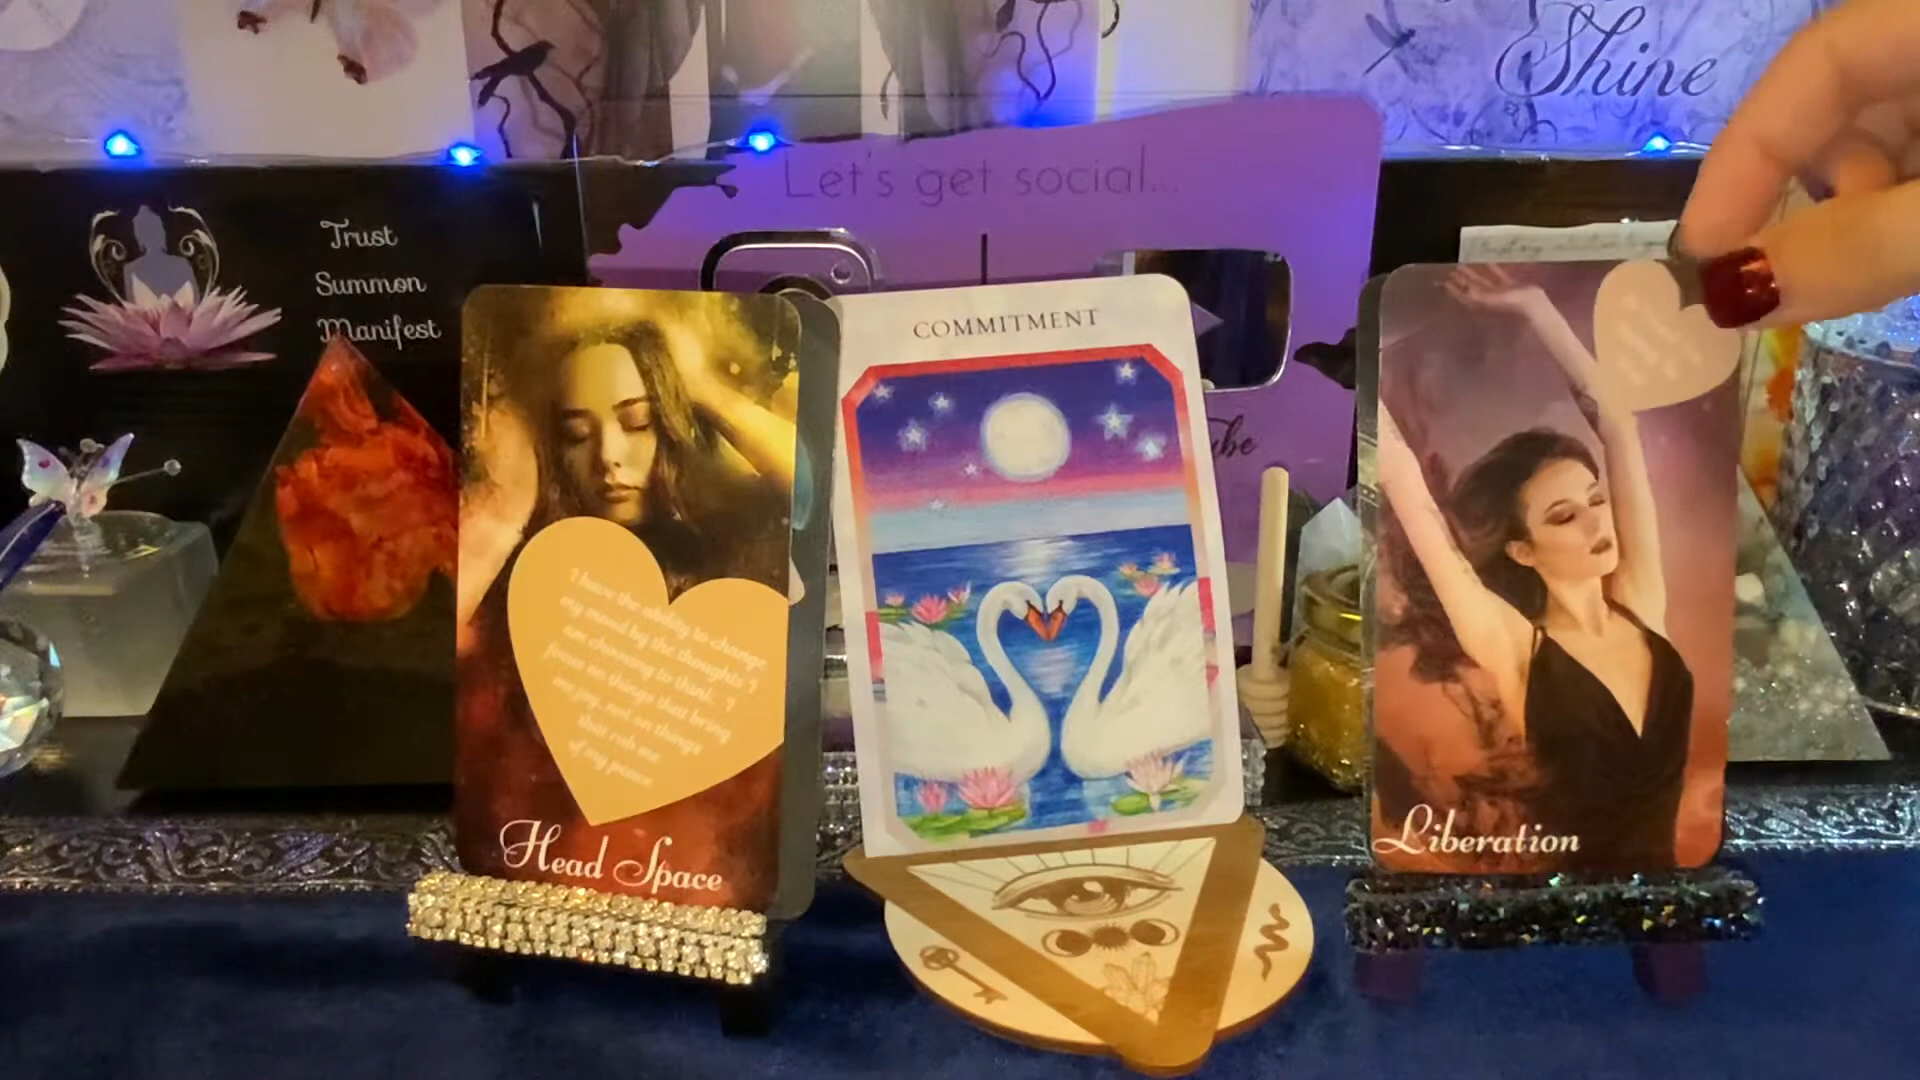 Shine
Let's get social...
Trust
Summon
Manifest
COMMITMENT
I have the ability to change
my mood by the thoughts I
am choosing to think. I
focus on things that bring
me joy, not on things
that rob me
of my peace.
Head Space
Liberation